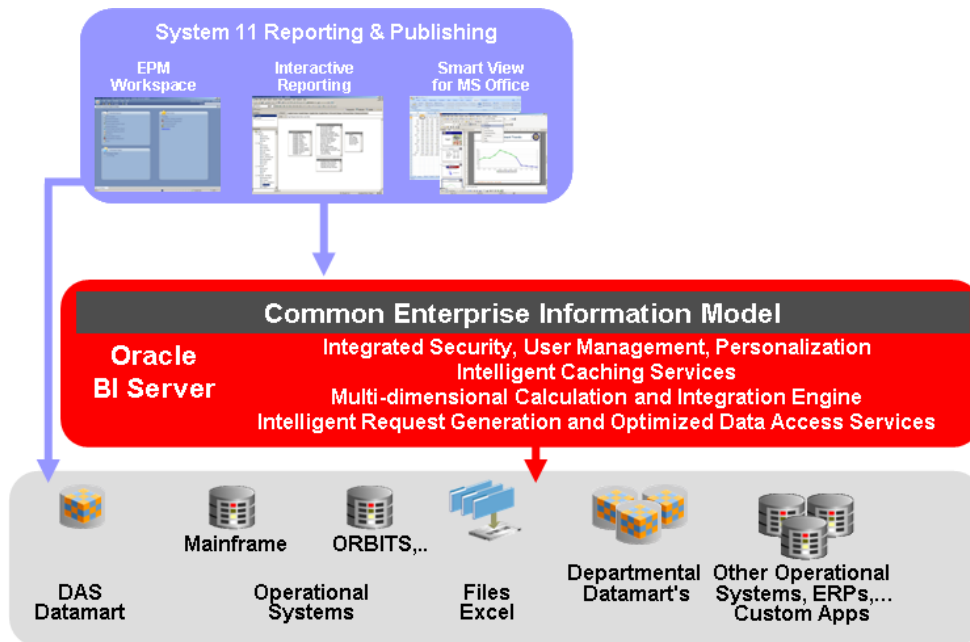 System 11 Reporting & Publishing
EPM
Workspace
Interactive
Reporting
Smart View
for MS Office
Common Enterprise Information Model
Oracle
BI Server
Integrated Security, User Management, Personalization
Intelligent Caching Services
Multi-dimensional Calculation and Integration Engine
Intelligent Request Generation and Optimized Data Access Services
Mainframe
ORBITS,..
DAS
Datamart
Operational
Systems
Files
Excel
Departmental
Datamart's
Other Operational
Systems, ERPs,...
Custom Apps